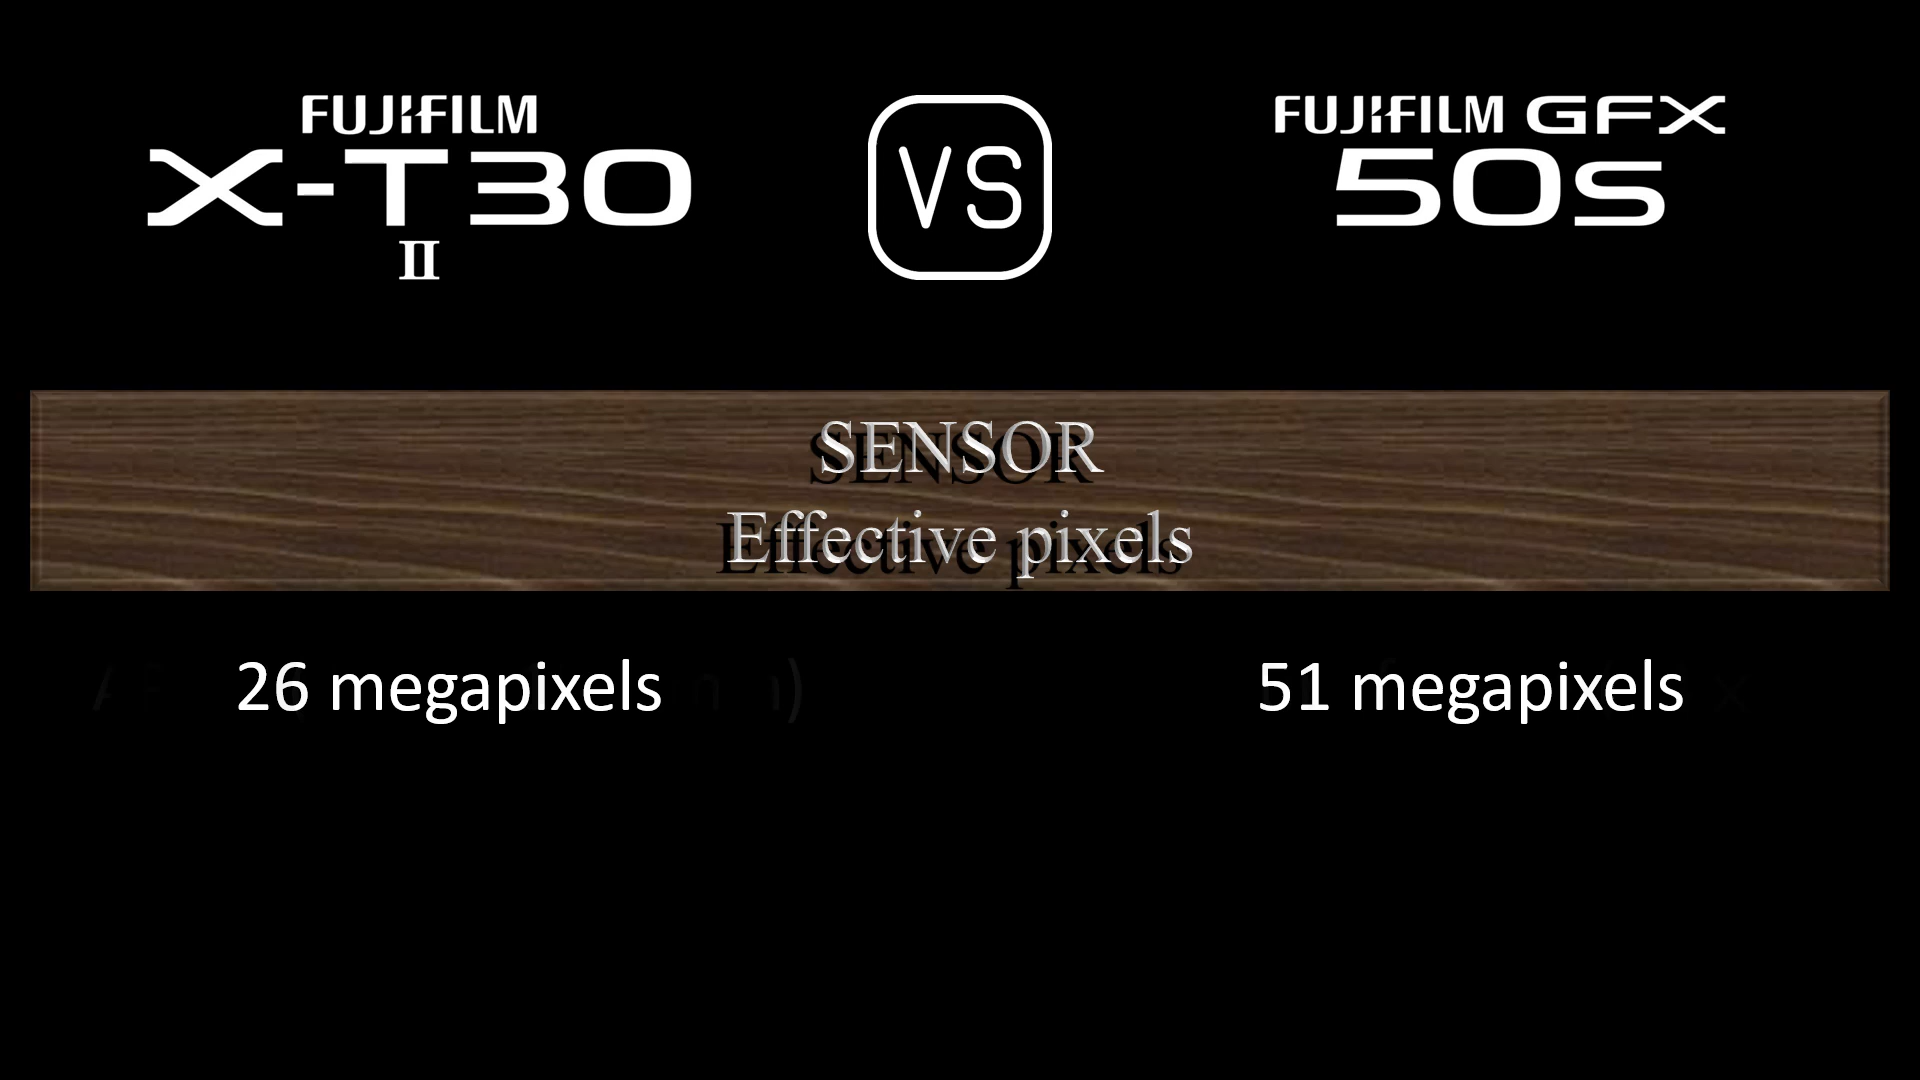 FUJIFILM
X-T30
II
VS
FUJIFILM GFX
50s
SENSOR
Effective pixels
26 megapixels
51 megapixels